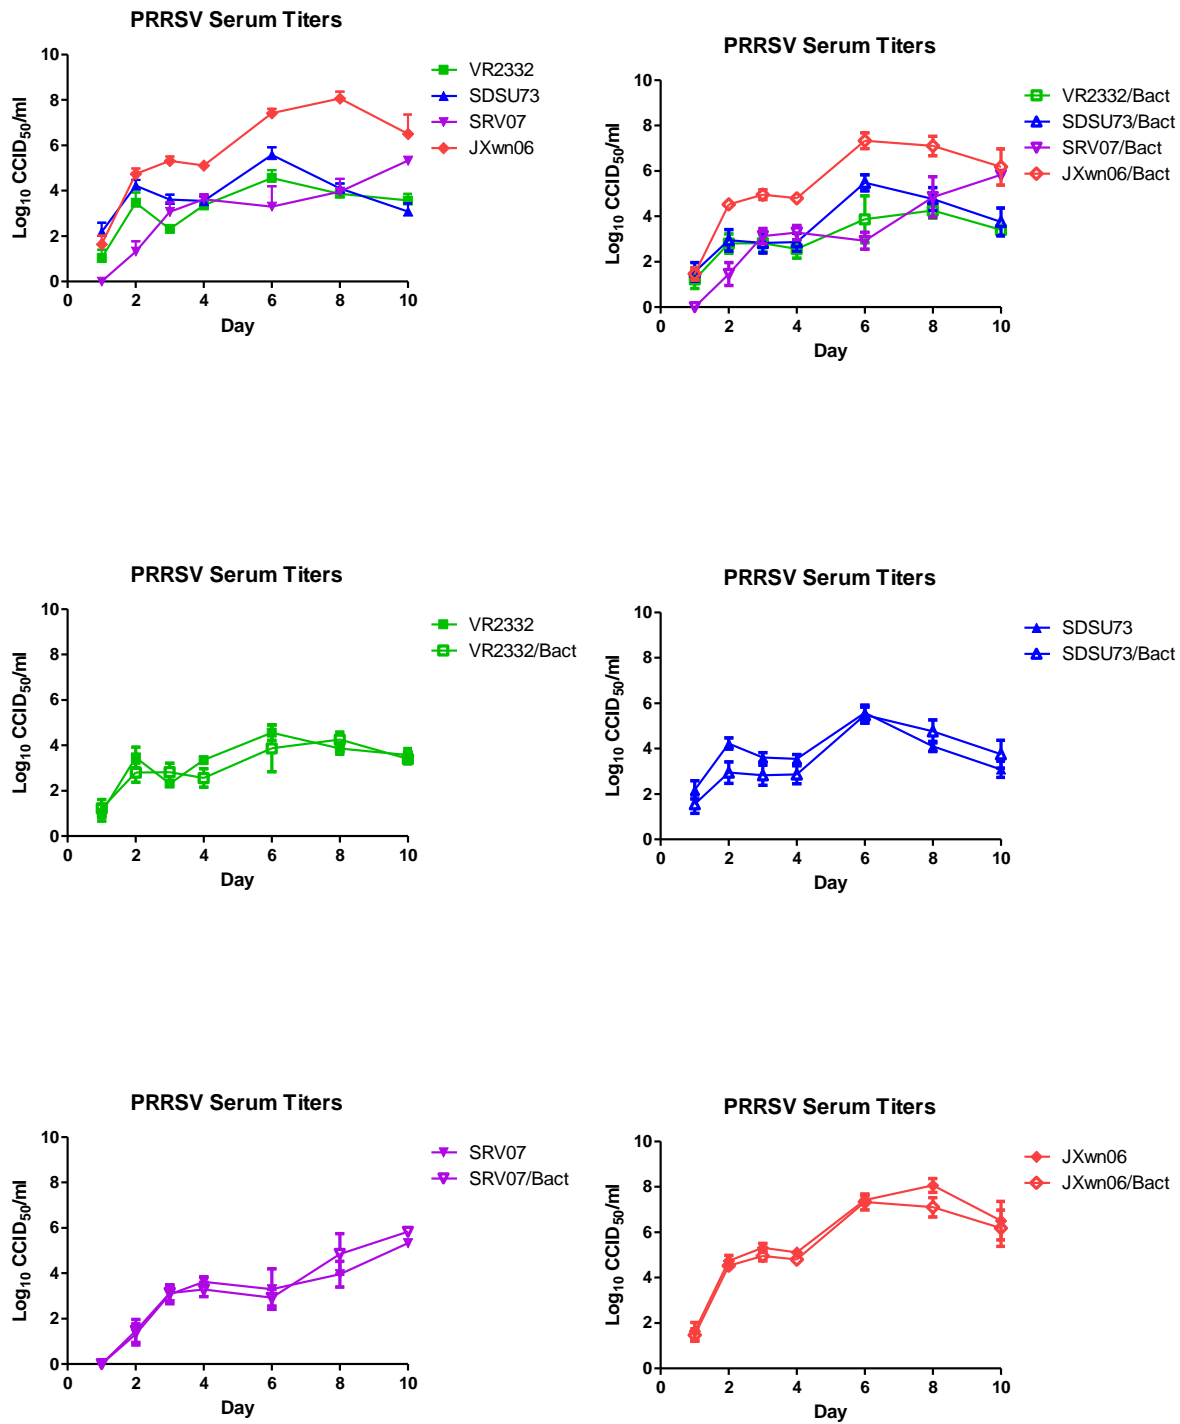 PRRSV Serum Titers
Log10 CCID50/ml
10
8
6
4
2
0
0 2 4 6 8 10
Day
VR2332
SDSU73
SRV07
JXwn06
PRRSV Serum Titers
Log10 CCID50/ml
10
8
6
4
2
0
0 2 4 6 8 10
Day
VR2332/Bact
SDSU73/Bact
SRV07/Bact
JXwn06/Bact
PRRSV Serum Titers
Log10 CCID50/ml
10
8
6
4
2
0
0 2 4 6 8 10
Day
VR2332
VR2332/Bact
PRRSV Serum Titers
Log10 CCID50/ml
10
8
6
4
2
0
0 2 4 6 8 10
Day
SDSU73
SDSU73/Bact
PRRSV Serum Titers
Log10 CCID50/ml
10
8
6
4
2
0
0 2 4 6 8 10
Day
SRV07
SRV07/Bact
PRRSV Serum Titers
Log10 CCID50/ml
10
8
6
4
2
0
0 2 4 6 8 10
Day
JXwn06
JXwn06/Bact